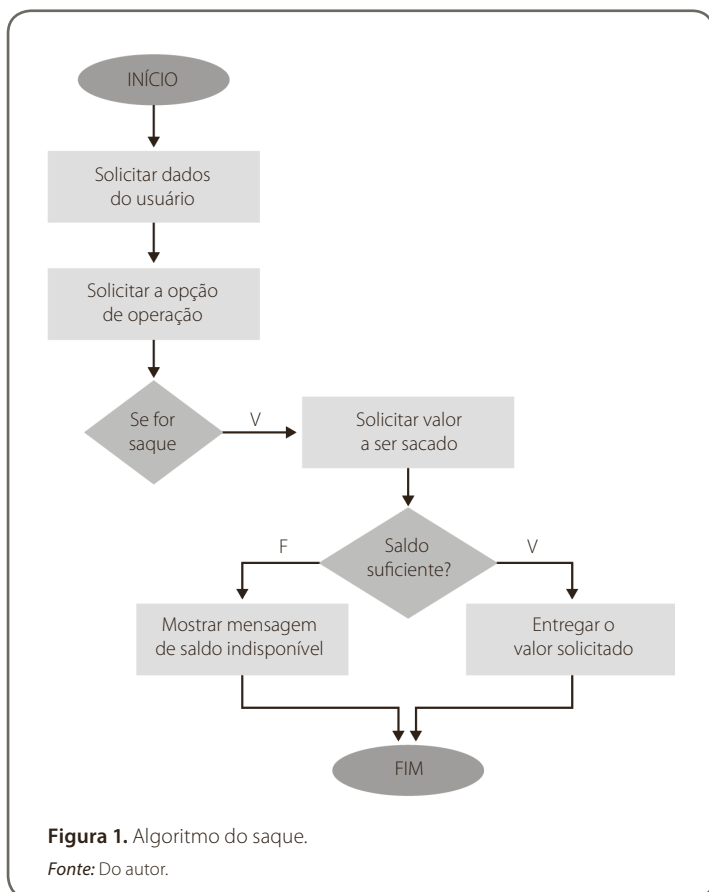 INÍCIO
Solicitar dados
do usuário
Solicitar a opção
de operação
Se for
saque
V
Solicitar valor
a ser sacado
F
Saldo
suficiente?
V
Mostrar mensagem
de saldo indisponível
Entregar o
valor solicitado
FIM
Figura 1. Algoritmo do saque.
Fonte: Do autor.